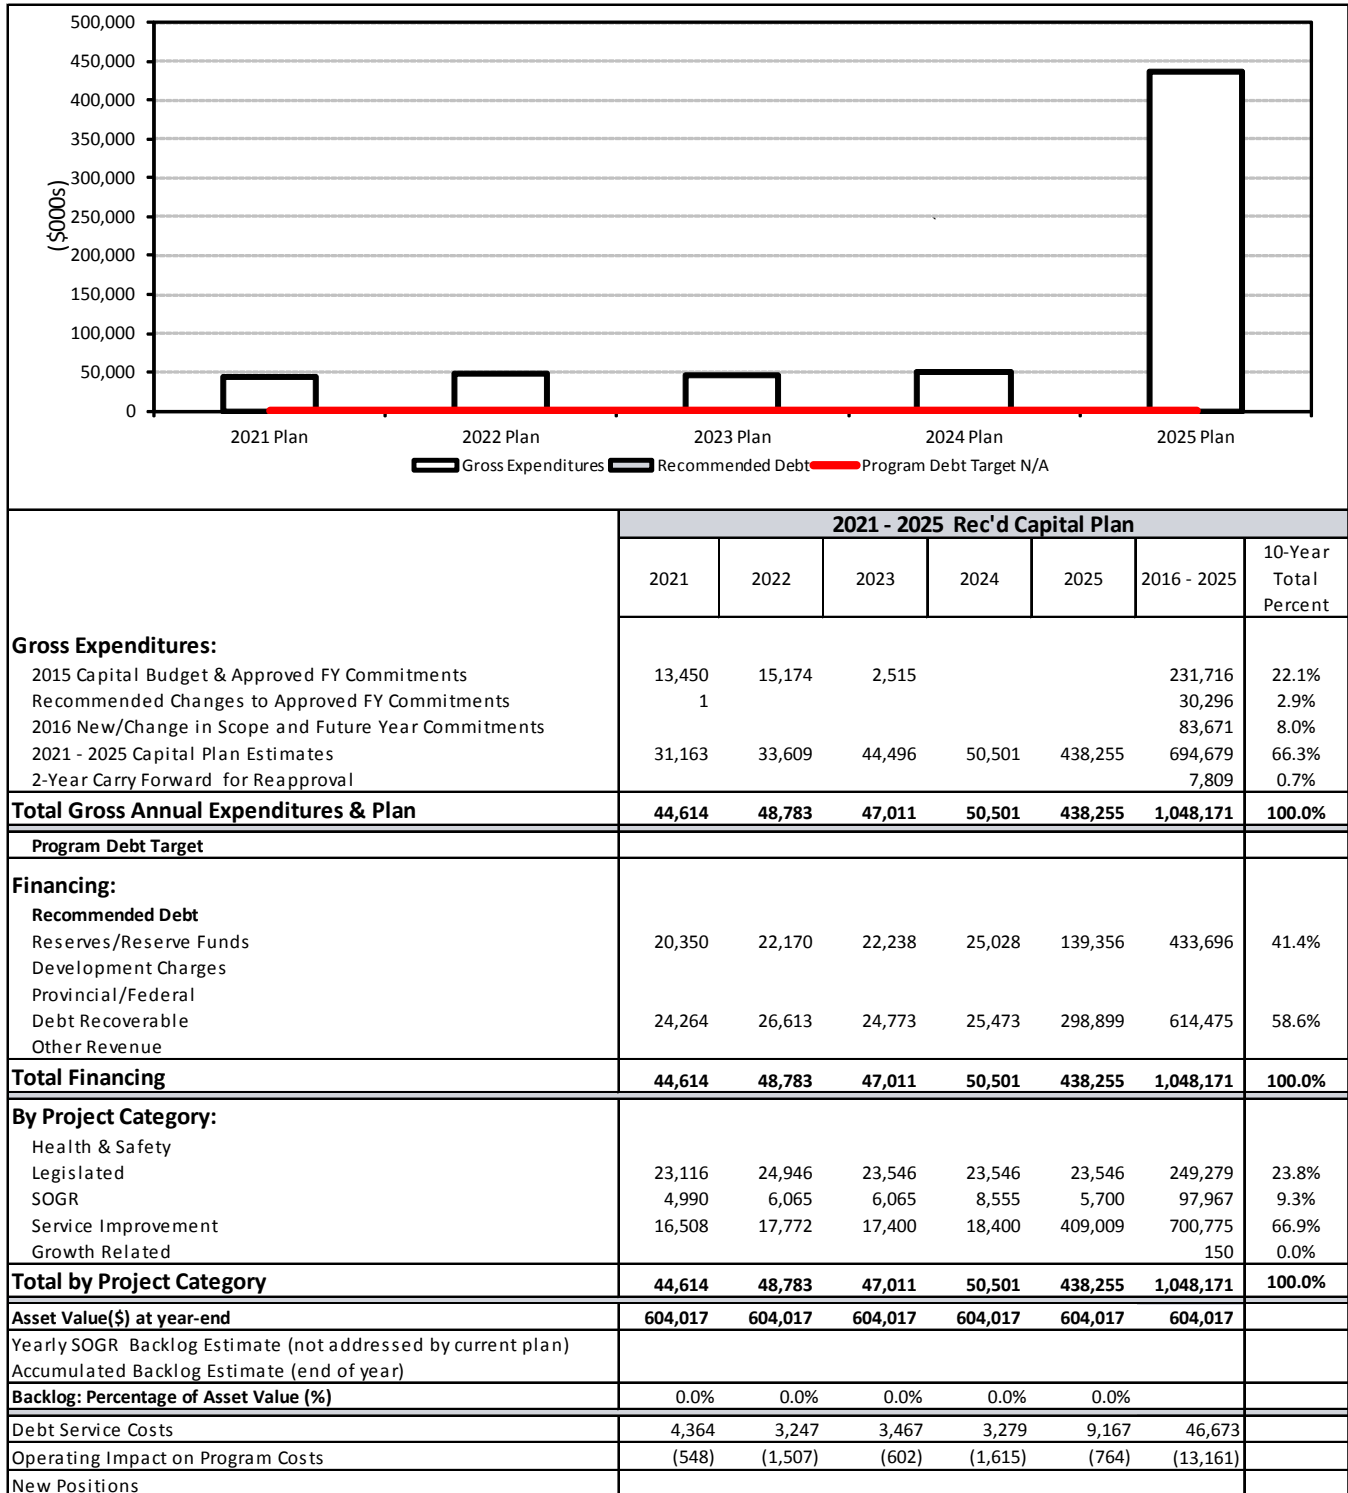 500,000
450,000
400,000
350,000
300,000
250,000
200,000
150,000
100,000
50,000
0
($000s)
2021 Plan 2022 Plan 2023 Plan 2024 Plan 2025 Plan
Gross Expenditures Recommended Debt Program Debt Target N/A
2021 - 2025 Rec'd Capital Plan
2021 2022 2023 2024 2025 2016 - 2025 10-Year Total Percent
Gross Expenditures:
2015 Capital Budget & Approved FY Commitments 13,450 15,174 2,515 231,716 22.1%
Recommended Changes to Approved FY Commitments 1 30,296 2.9%
2016 New/Change in Scope and Future Year Commitments 83,671 8.0%
2021 - 2025 Capital Plan Estimates 31,163 33,609 44,496 50,501 438,255 694,679 66.3%
2-Year Carry Forward for Reapproval 7,809 0.7%
Total Gross Annual Expenditures & Plan 44,614 48,783 47,011 50,501 438,255 1,048,171 100.0%
Program Debt Target
Financing:
Recommended Debt
Reserves/Reserve Funds 20,350 22,170 22,238 25,028 139,356 433,696 41.4%
Development Charges
Provincial/Federal
Debt Recoverable 24,264 26,613 24,773 25,473 298,899 614,475 58.6%
Other Revenue
Total Financing 44,614 48,783 47,011 50,501 438,255 1,048,171 100.0%
By Project Category:
Health & Safety
Legislated 23,116 24,946 23,546 23,546 23,546 249,279 23.8%
SOGR 4,990 6,065 6,065 8,555 5,700 97,967 9.3%
Service Improvement 16,508 17,772 17,400 18,400 409,009 700,775 66.9%
Growth Related 150 0.0%
Total by Project Category 44,614 48,783 47,011 50,501 438,255 1,048,171 100.0%
Asset Value($) at year-end 604,017 604,017 604,017 604,017 604,017 604,017
Yearly SOGR Backlog Estimate (not addressed by current plan)
Accumulated Backlog Estimate (end of year)
Backlog: Percentage of Asset Value (%) 0.0% 0.0% 0.0% 0.0% 0.0%
Debt Service Costs 4,364 3,247 3,467 3,279 9,167 46,673
Operating Impact on Program Costs (548) (1,507) (602) (1,615) (764) (13,161)
New Positions